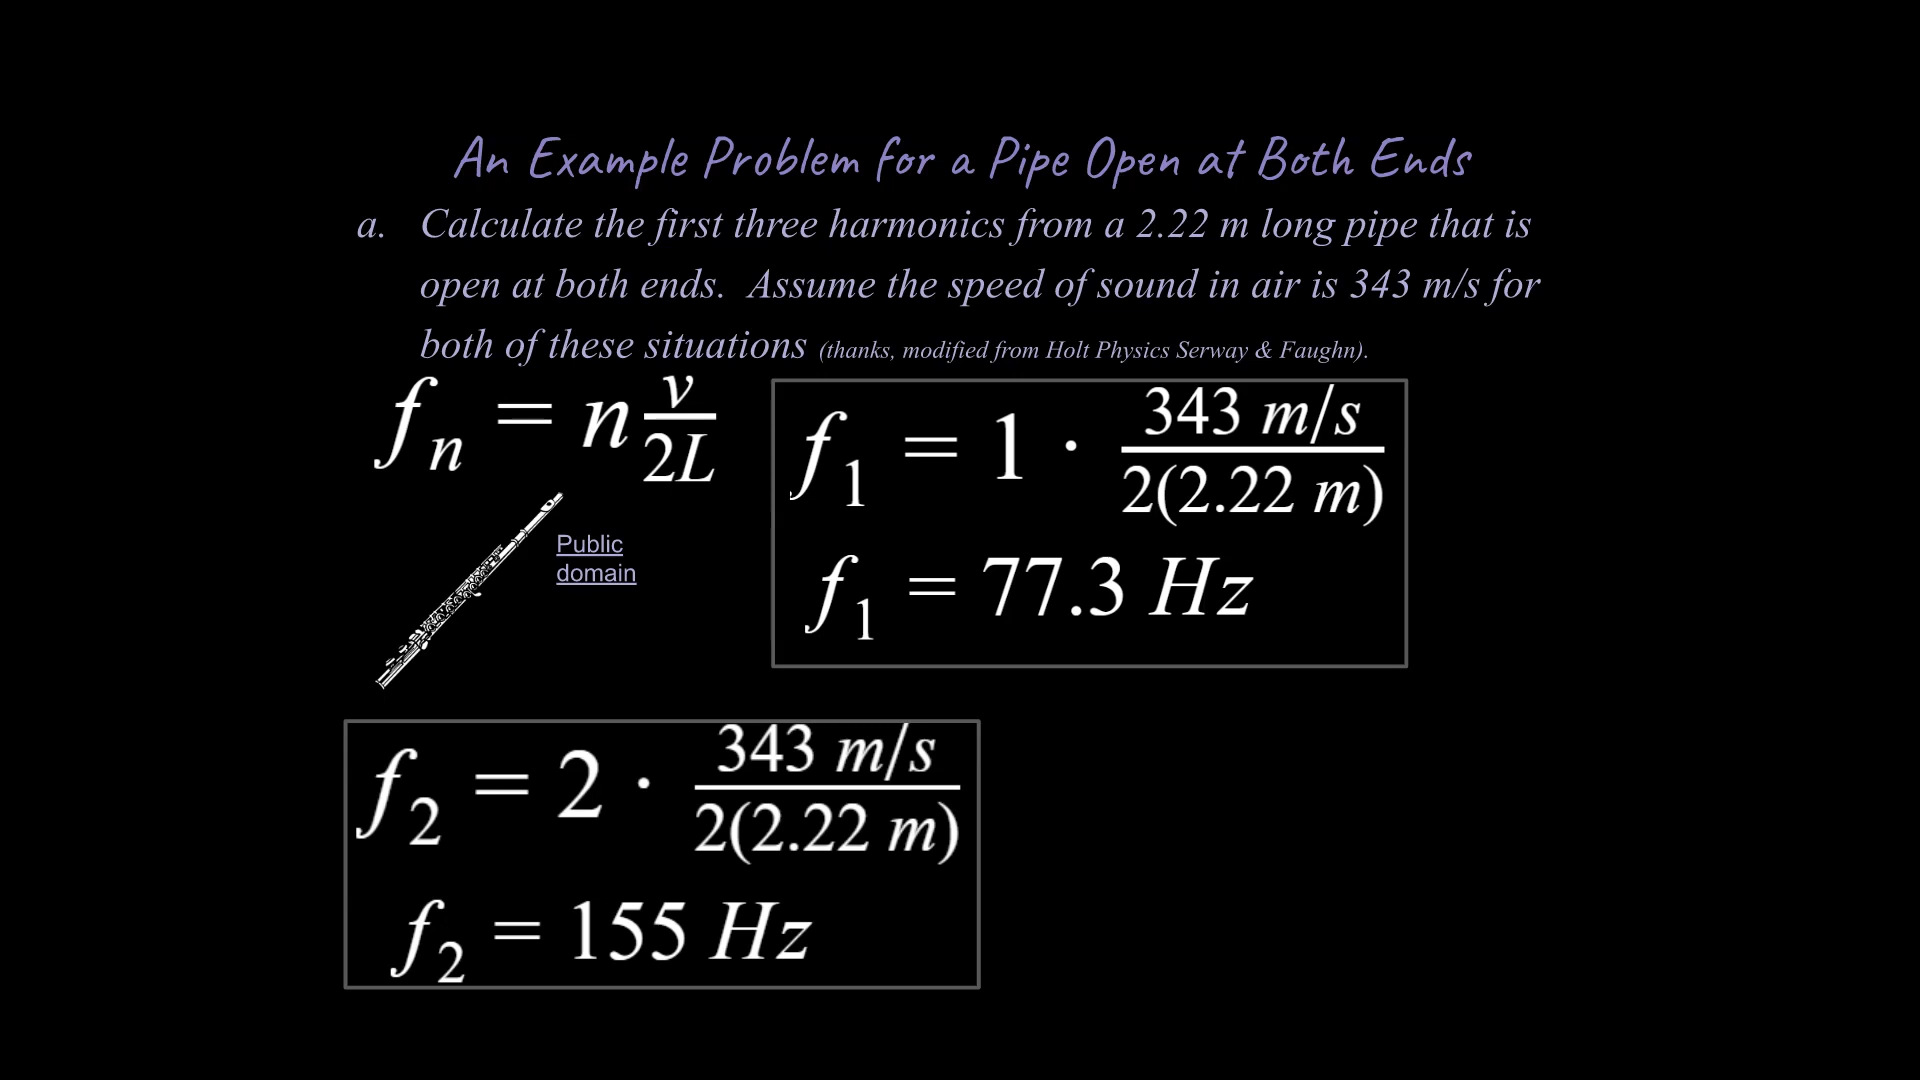 An Example Problem for a Pipe Open at Both Ends
a. Calculate the first three harmonics from a 2.22 m long pipe that is
open at both ends. Assume the speed of sound in air is 343 m/s for
both of these situations (thanks, modified from Holt Physics Serway & Faughn).
fₙ = n v/2L
f₁ = 1 · 343 m/s / 2(2.22 m)
f₁ = 77.3 Hz
Public
domain
f₂ = 2 · 343 m/s / 2(2.22 m)
f₂ = 155 Hz